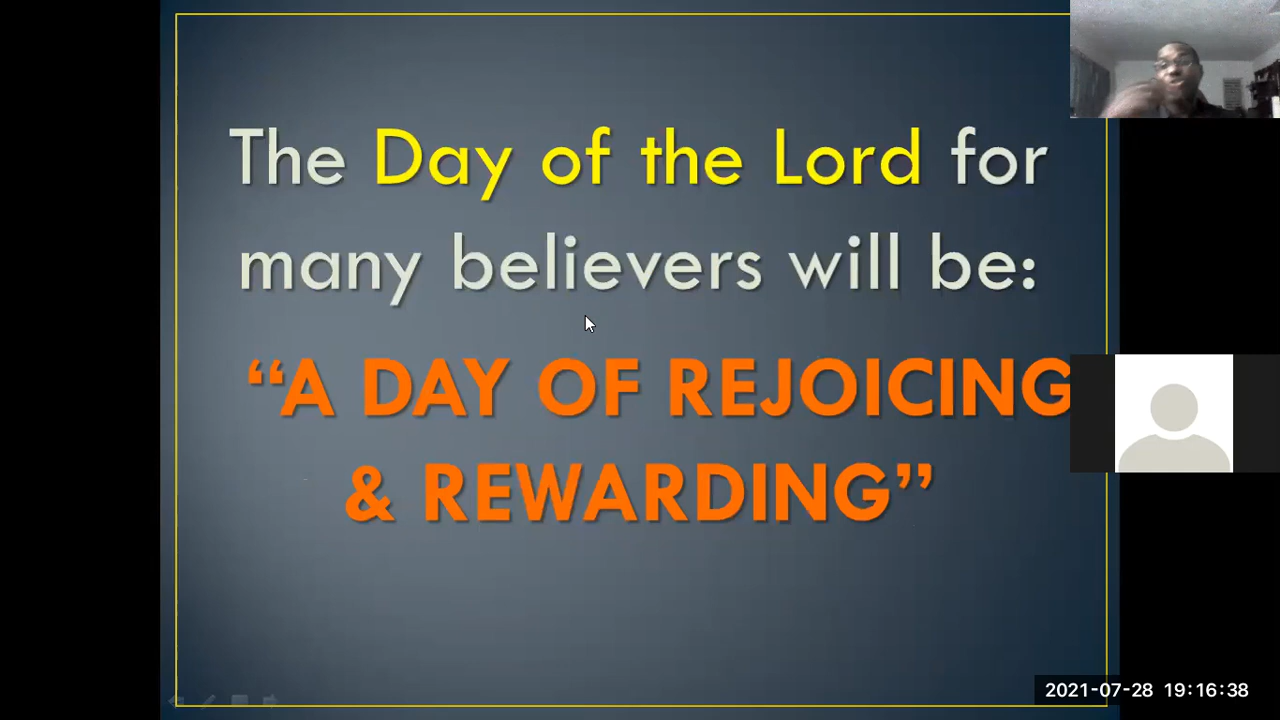 The Day of the Lord for
many believers will be:
“A DAY OF REJOICING
& REWARDING”
2021-07-28 19:16:38